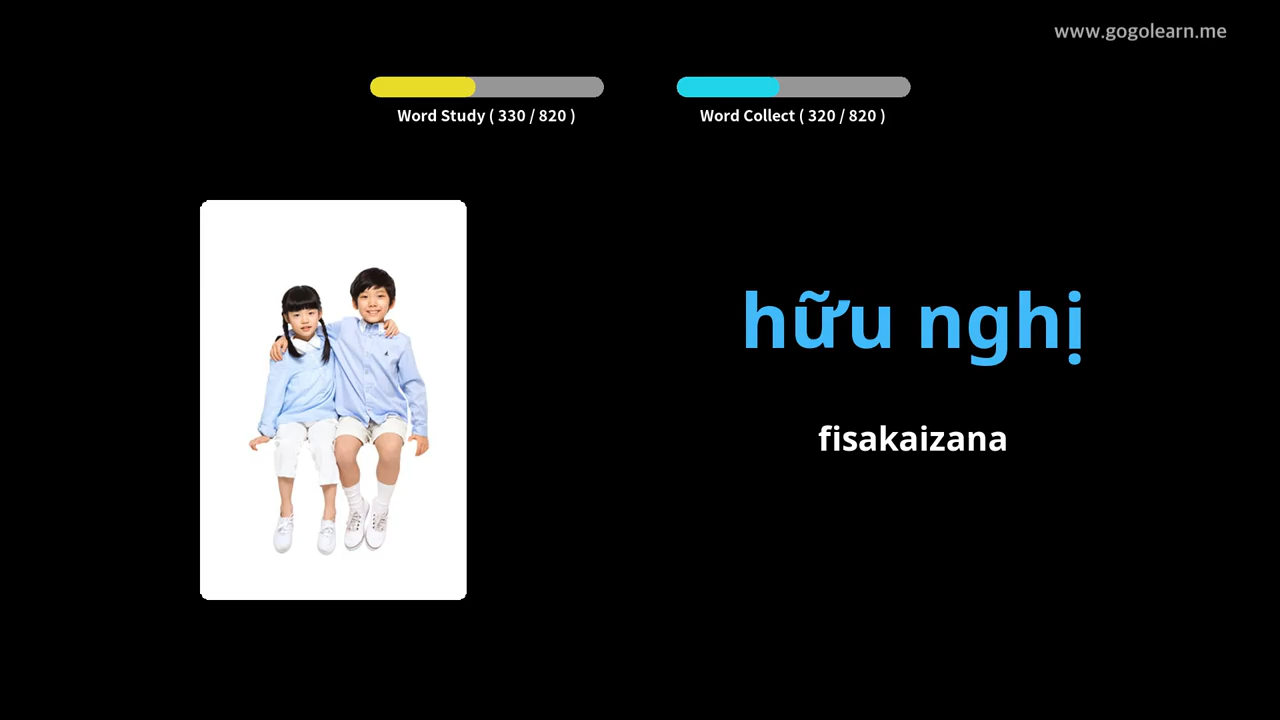 www.gogolearn.me
Word Study ( 330 / 820 )
Word Collect ( 320 / 820 )
hữu nghị
fisakaizana